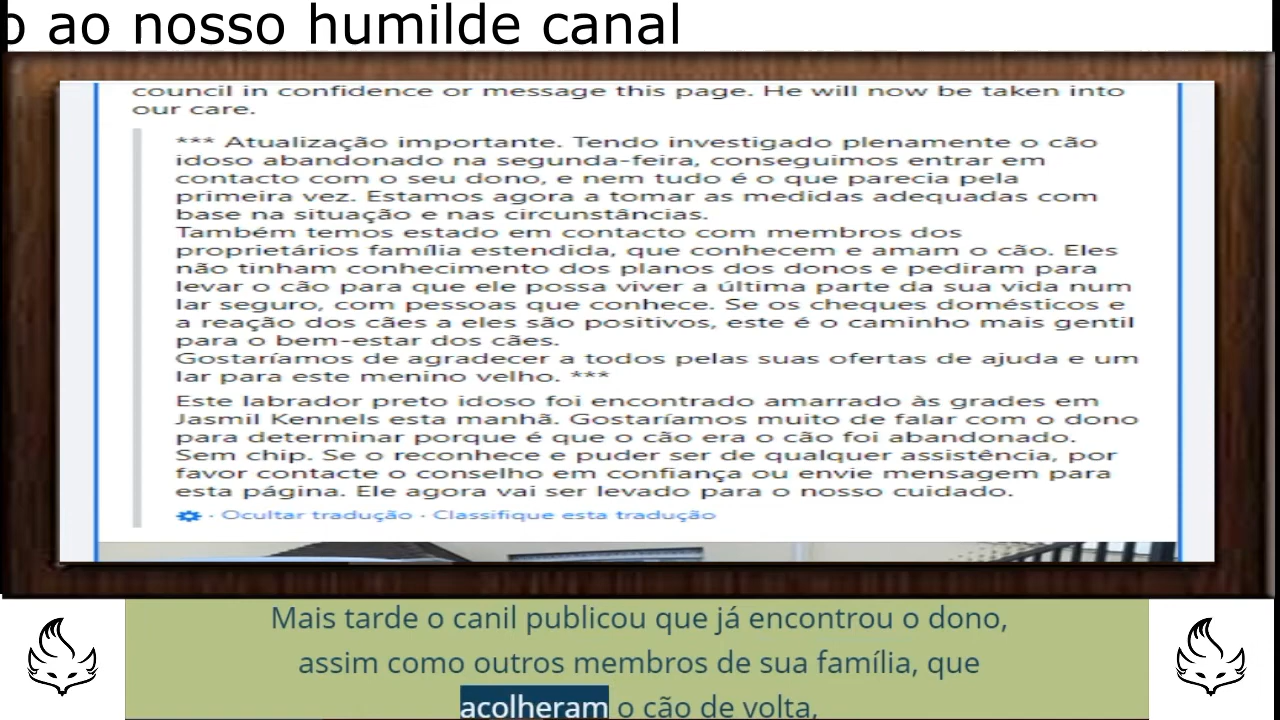 o ao nosso humilde canal
council in confidence or message this page. He will now be taken into
our care.
*** Atualização importante. Tendo investigado plenamente o cão
idoso abandonado na segunda-feira, conseguimos entrar em
contacto com o seu dono, e nem tudo é o que parecia pela
primeira vez. Estamos agora a tomar as medidas adequadas com
base na situação e nas circunstâncias.
Também temos estado em contacto com membros dos
proprietários família estendida, que conhecem e amam o cão. Eles
não tinham conhecimento dos planos dos donos e pediram para
levar o cão para que ele possa viver a última parte da sua vida num
lar seguro, com pessoas que conhece. Se os cheques domésticos e
a reação dos cães a eles são positivos, este é o caminho mais gentil
para o bem-estar dos cães.
Gostaríamos de agradecer a todos pelas suas ofertas de ajuda e um
lar para este menino velho. ***
Este labrador preto idoso foi encontrado amarrado às grades em
Jasmil Kennels esta manhã. Gostaríamos muito de falar com o dono
para determinar porque é que o cão era o cão foi abandonado.
Sem chip. Se o reconhece e puder ser de qualquer assistência, por
favor contacte o conselho em confiança ou envie mensagem para
esta página. Ele agora vai ser levado para o nosso cuidado.
· Ocultar tradução · Classifique esta tradução
Mais tarde o canil publicou que já encontrou o dono,
assim como outros membros de sua família, que
acolheram o cão de volta,